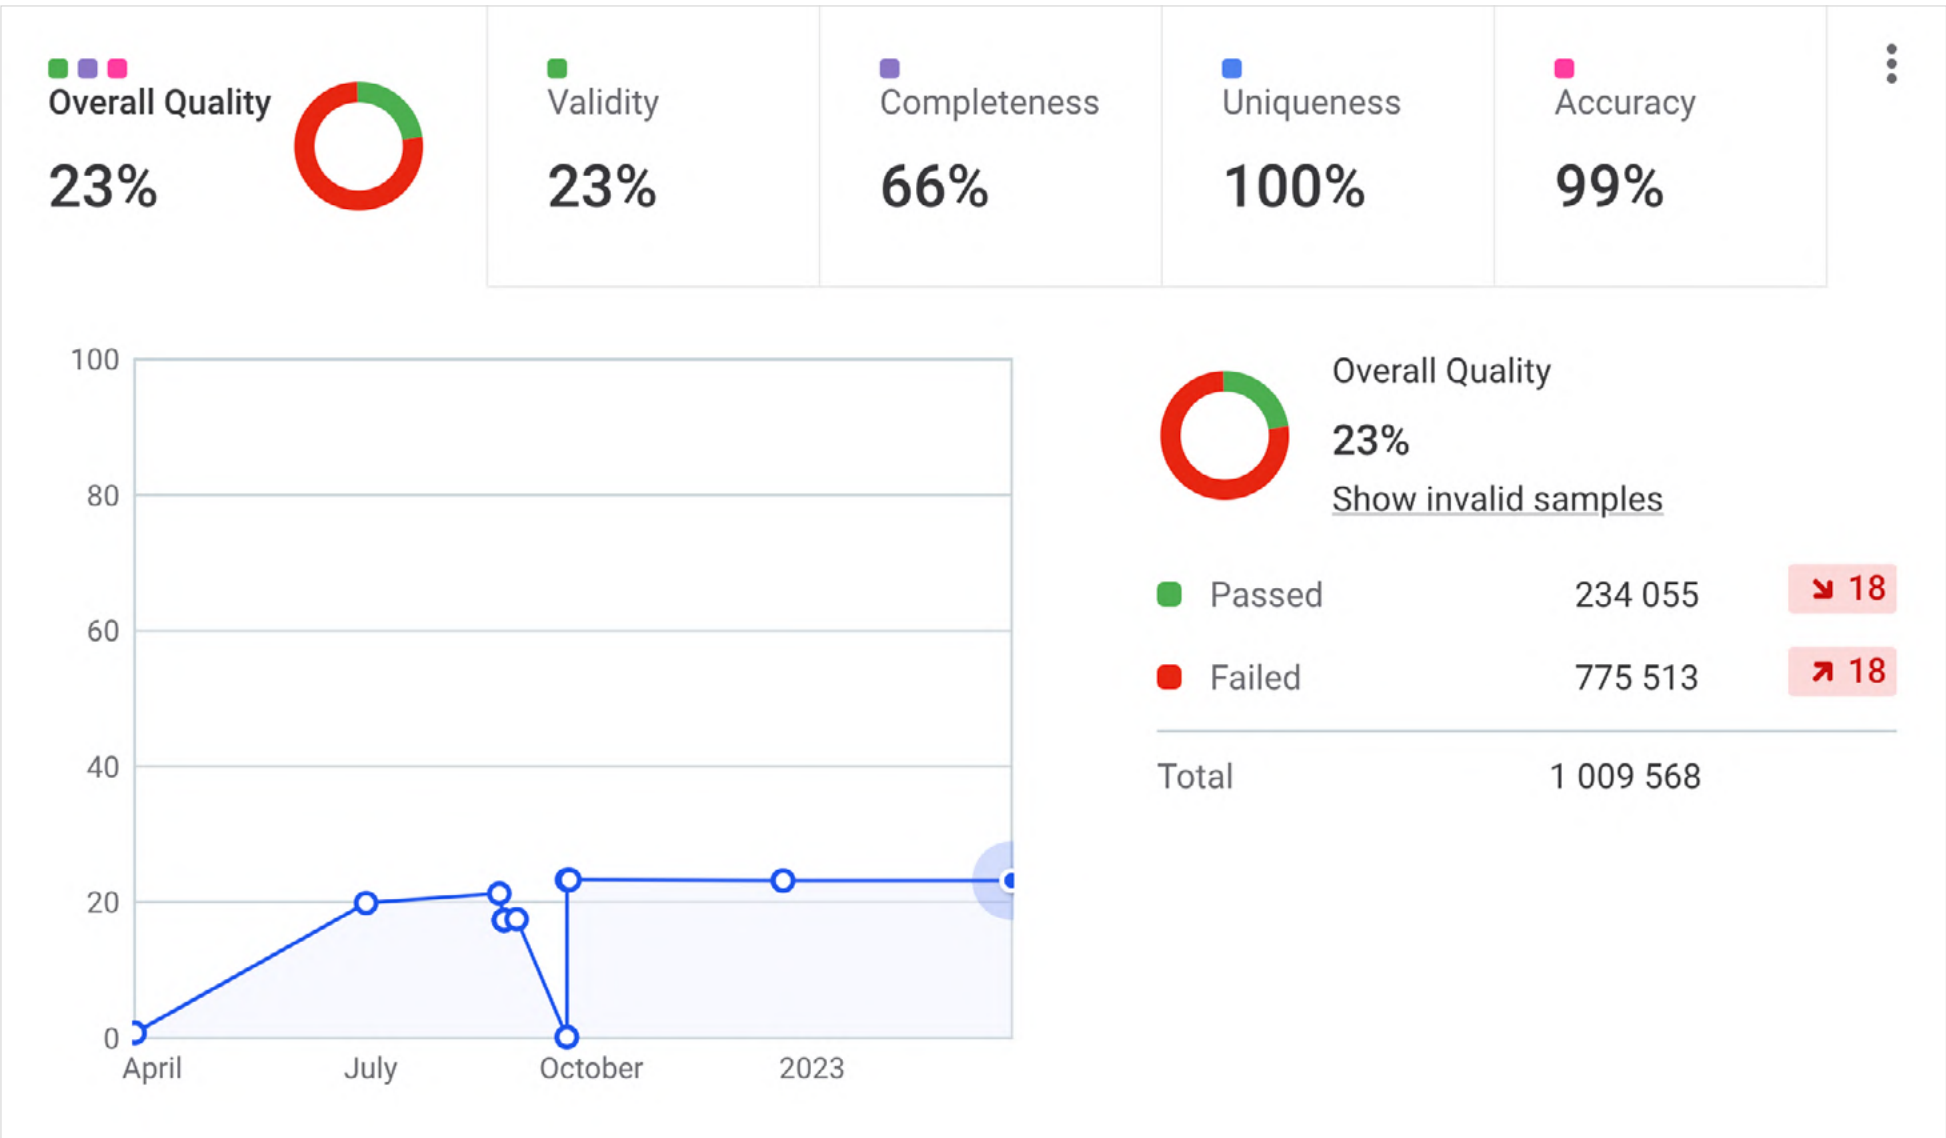 Overall Quality
23%
Validity
23%
Completeness
66%
Uniqueness
100%
Accuracy
99%
100
80
60
40
20
0
April
July
October
2023
Overall Quality
23%
Show invalid samples
Passed 234 055 18
Failed 775 513 18
Total 1 009 568